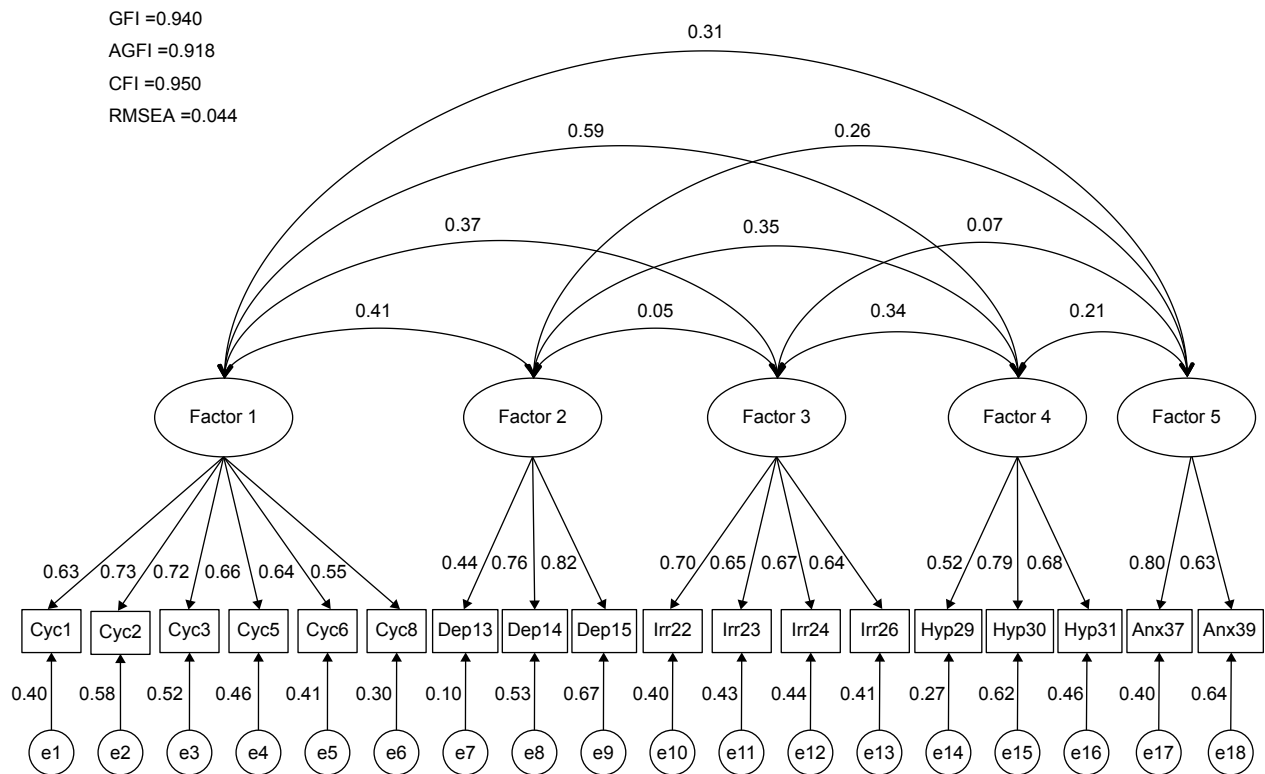 GFI =0.940
AGFI =0.918
CFI =0.950
RMSEA =0.044
0.31
0.59
0.26
0.37
0.35
0.07
0.41
0.05
0.34
0.21
Factor 1
Factor 2
Factor 3
Factor 4
Factor 5
0.63 0.73 0.72 0.66 0.64 0.55 0.44 0.76 0.82 0.70 0.65 0.67 0.64 0.52 0.79 0.68 0.80 0.63
Cyc1 Cyc2 Cyc3 Cyc5 Cyc6 Cyc8 Dep13 Dep14 Dep15 Irr22 Irr23 Irr24 Irr26 Hyp29 Hyp30 Hyp31 Anx37 Anx39
0.40 0.58 0.52 0.46 0.41 0.30 0.10 0.53 0.67 0.40 0.43 0.44 0.41 0.27 0.62 0.46 0.40 0.64
e1 e2 e3 e4 e5 e6 e7 e8 e9 e10 e11 e12 e13 e14 e15 e16 e17 e18